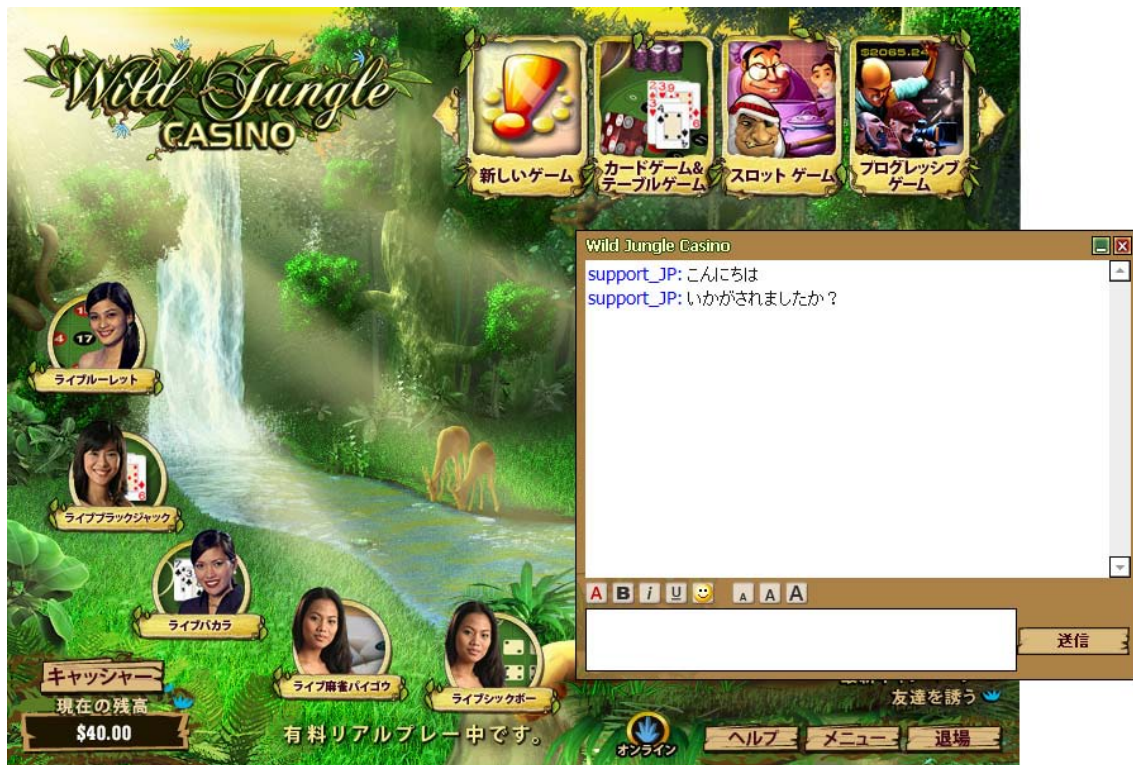 Wild Jungle
CASINO
$2065.24
新しいゲーム
カードゲーム&
テーブルゲーム
スロット ゲーム
プログレッシブ
ゲーム
Wild Jungle Casino
support_JP: こんにちは
support_JP: いかがされましたか?
4 17
ライブルーレット
ライブブラックジャック
ライブバカラ
ライブ麻雀パイゴウ
ライブシックボー
A B i U A A A
送信
キャッシャー
現在の残高
$40.00
有料リアルプレー中です。
オンライン
友達を誘う
ヘルプ
メニュー
退場